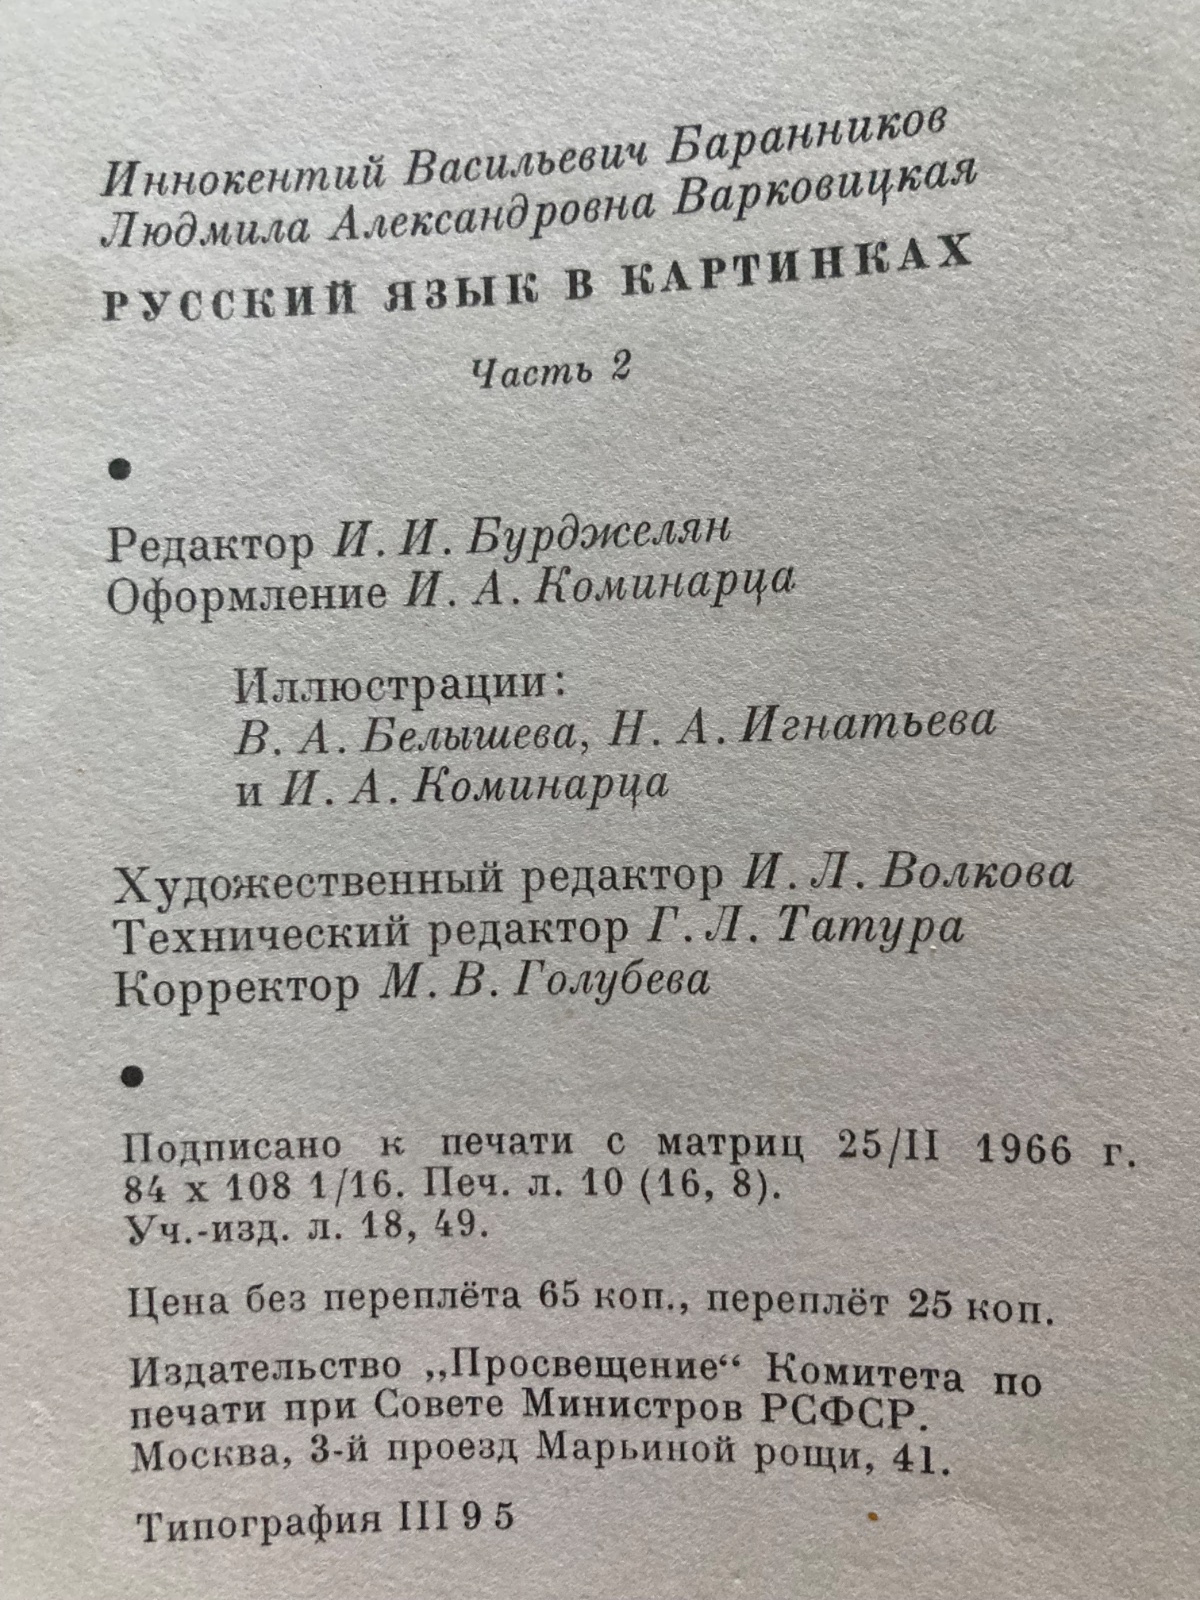 Иннокентий Васильевич Баранников
Людмила Александровна Варковицкая
РУССКИЙ ЯЗЫК В КАРТИНКАХ
Часть 2
Редактор И. И. Бурджелян
Оформление И. А. Коминарца
Иллюстрации:
В. А. Белышева, Н. А. Игнатьева
и И. А. Коминарца
Художественный редактор И. Л. Волкова
Технический редактор Г. Л. Татура
Корректор М. В. Голубева
Подписано к печати с матриц 25/II 1966 г.
84 х 108 1/16. Печ. л. 10 (16, 8).
Уч.-изд. л. 18, 49.
Цена без переплёта 65 коп., переплёт 25 коп.
Издательство „Просвещение“ Комитета по
печати при Совете Министров РСФСР.
Москва, 3-й проезд Марьиной рощи, 41.
Типография III 9 5